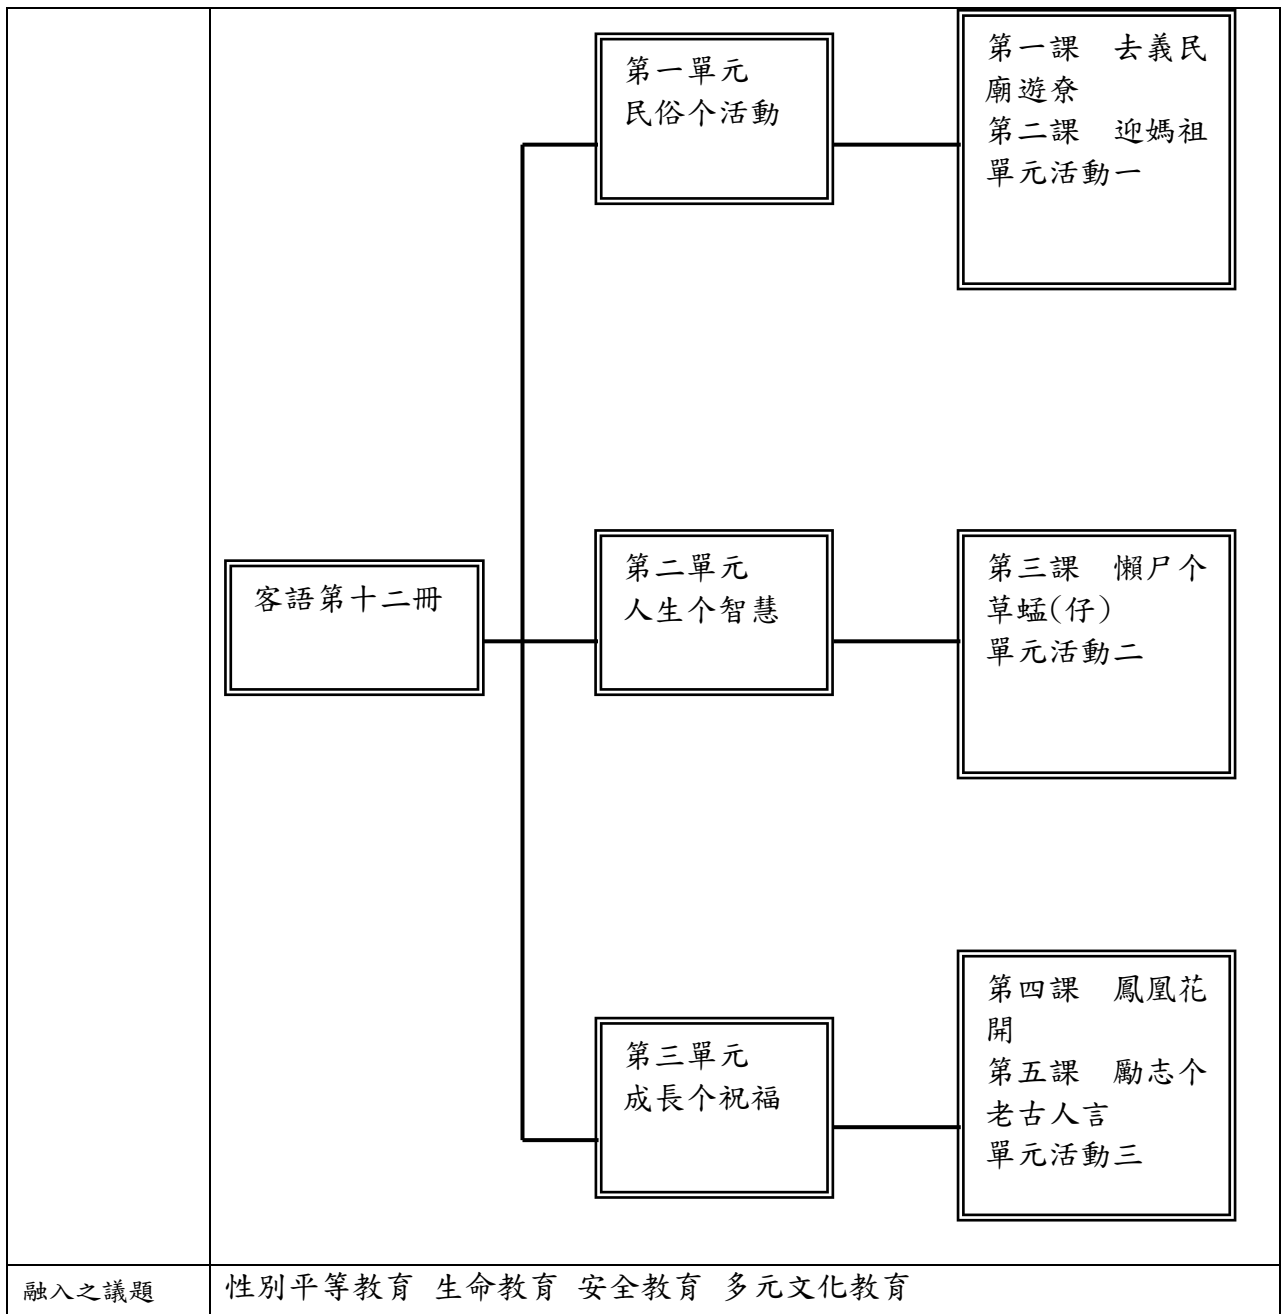 客語第十二冊
第一單元
民俗个活動
第一課　去義民
廟遊尞
第二課　迎媽祖
單元活動一
第二單元
人生个智慧
第三課　懶尸个
草蜢(仔)
單元活動二
第三單元
成長个祝福
第四課　鳳凰花
開
第五課　勵志个
老古人言
單元活動三
融入之議題　性別平等教育 生命教育 安全教育 多元文化教育